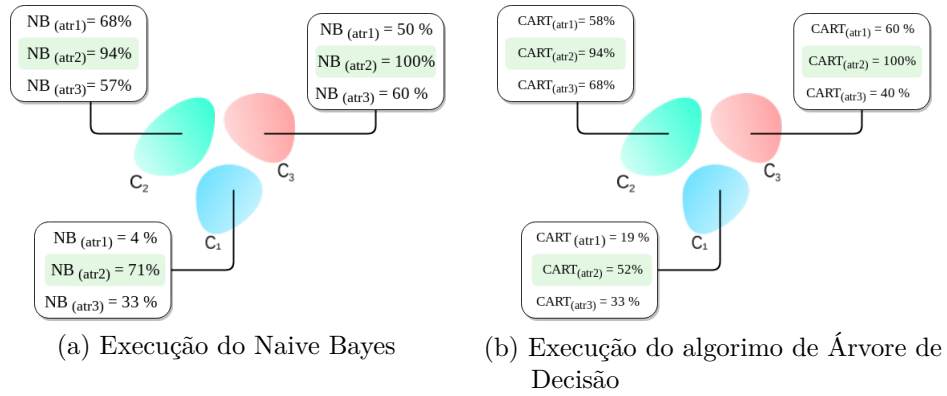 NB (atr1)= 68%
NB (atr2)= 94%
NB (atr3)= 57%
NB (atr1) = 50 %
NB (atr2) = 100%
NB (atr3) = 60 %
C2
C3
C1
NB (atr1) = 4 %
NB (atr2) = 71%
NB (atr3) = 33 %
(a) Execução do Naive Bayes
CART(atr1)= 58%
CART(atr2)= 94%
CART(atr3)= 68%
CART(atr1) = 60 %
CART(atr2) = 100%
CART(atr3) = 40 %
C2
C3
C1
CART (atr1) = 19 %
CART(atr2) = 52%
CART(atr3) = 33 %
(b) Execução do algorimo de Árvore de
Decisão